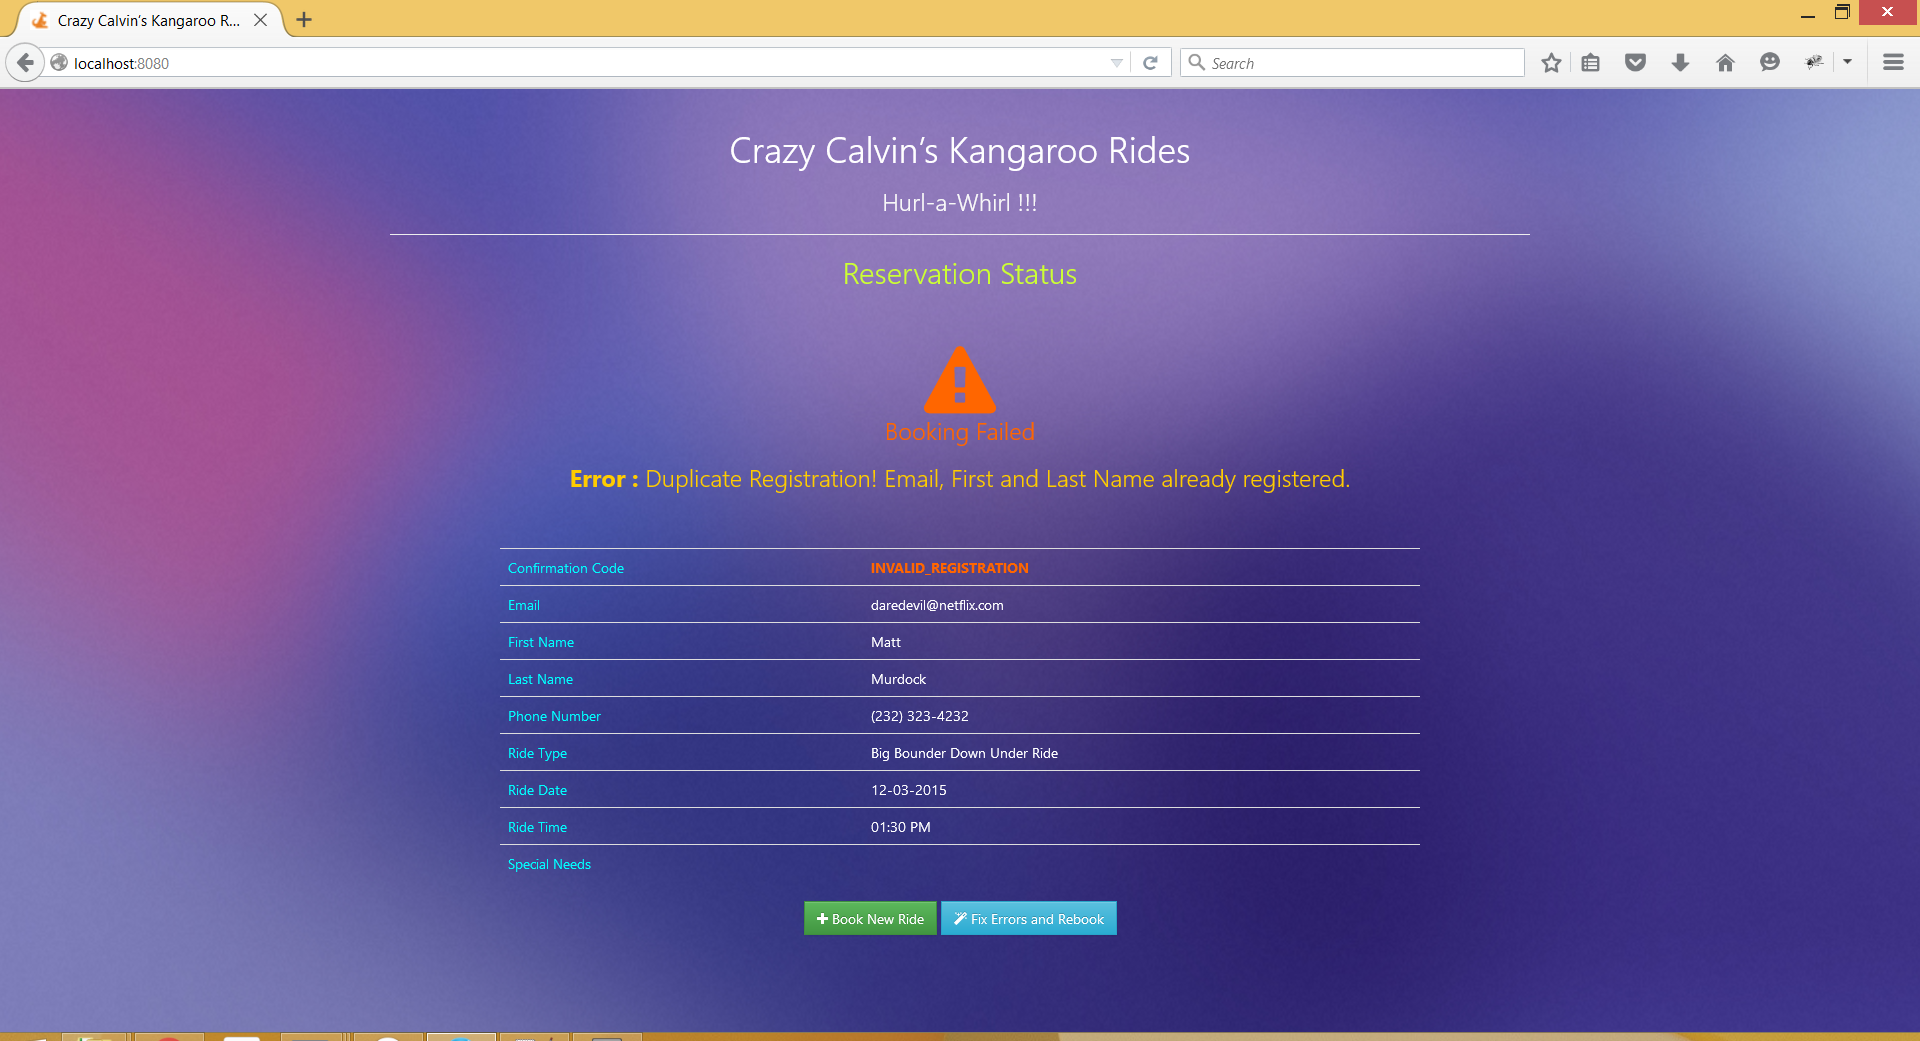 Crazy Calvin’s Kangaroo R...
localhost:8080
Search
Crazy Calvin’s Kangaroo Rides
Hurl-a-Whirl !!!
Reservation Status
Booking Failed
Error : Duplicate Registration! Email, First and Last Name already registered.
Confirmation Code INVALID_REGISTRATION
Email daredevil@netflix.com
First Name Matt
Last Name Murdock
Phone Number (232) 323-4232
Ride Type Big Bounder Down Under Ride
Ride Date 12-03-2015
Ride Time 01:30 PM
Special Needs
Book New Ride Fix Errors and Rebook